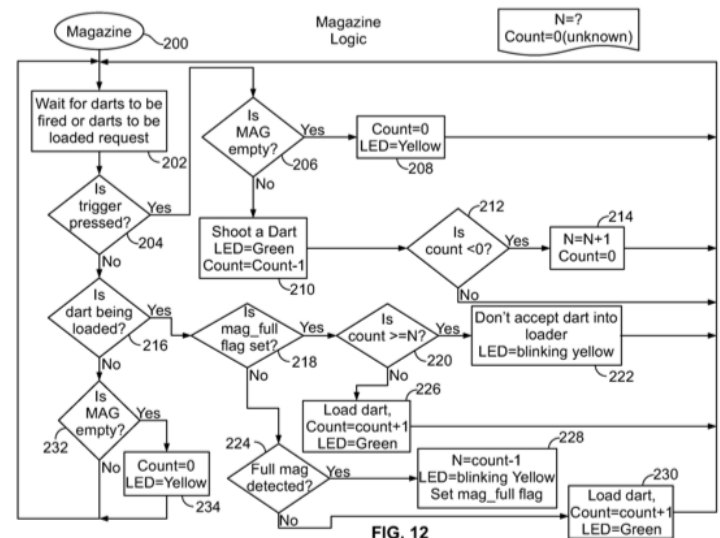 Magazine
200
Magazine
Logic
N=?
Count=0(unknown)
Wait for darts to be
fired or darts to be
loaded request
202
Is
trigger
pressed?
Yes
204
No
Is
MAG
empty?
Yes
206
No
Count=0
LED=Yellow
208
Shoot a Dart
LED=Green
Count=Count-1
210
212
Is
count <0?
Yes
No
214
N=N+1
Count=0
Is
dart being
loaded?
Yes
216
No
Is
mag_full
flag set?
Yes
218
No
Is
count >=N?
Yes
220
No
Don't accept dart into
loader
LED=blinking yellow
222
226
Load dart,
Count=count+1
LED=Green
Is
MAG
empty?
Yes
232
No
Count=0
LED=Yellow
234
224
Full mag
detected?
Yes
No
228
N=count-1
LED=blinking Yellow
Set mag_full flag
230
Load dart,
Count=count+1
LED=Green
FIG. 12